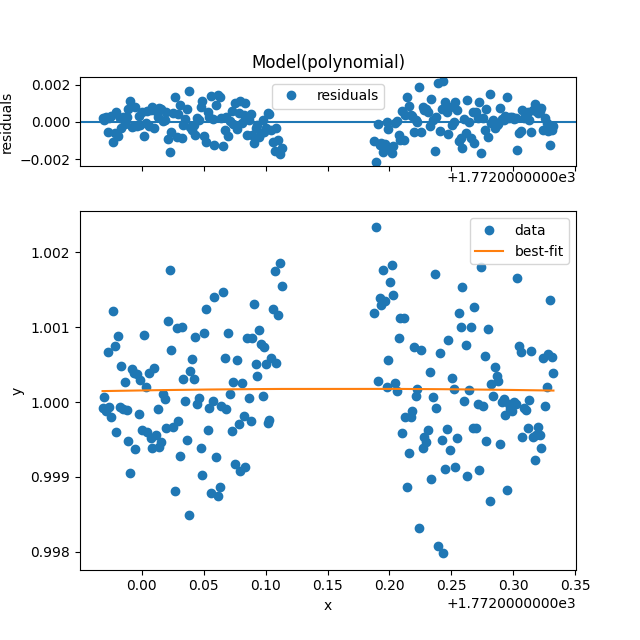 Model(polynomial)
residuals
0.002
0.000
−0.002
residuals
+1.7720000000e3
y
1.002
1.001
1.000
0.999
0.998
data
best-fit
0.00 0.05 0.10 0.15 0.20 0.25 0.30 0.35
x
+1.7720000000e3